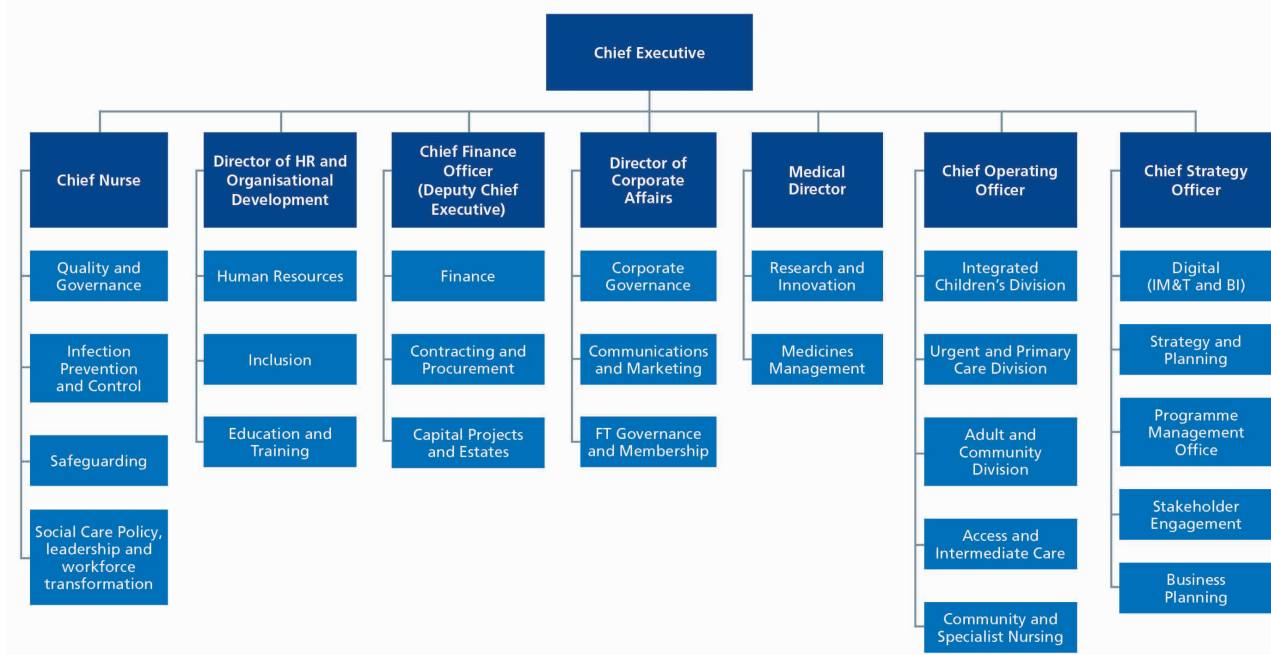 Chief Executive
Chief Nurse
Quality and
Governance
Infection
Prevention
and Control
Safeguarding
Social Care Policy,
leadership and
workforce
transformation
Director of HR and
Organisational
Development
Human Resources
Inclusion
Education and
Training
Chief Finance
Officer
(Deputy Chief
Executive)
Finance
Contracting and
Procurement
Capital Projects
and Estates
Director of
Corporate
Affairs
Corporate
Governance
Communications
and Marketing
FT Governance
and Membership
Medical
Director
Research and
Innovation
Medicines
Management
Chief Operating
Officer
Integrated
Children’s Division
Urgent and Primary
Care Division
Adult and
Community
Division
Access and
Intermediate Care
Community and
Specialist Nursing
Chief Strategy
Officer
Digital
(IM&T and BI)
Strategy and
Planning
Programme
Management
Office
Stakeholder
Engagement
Business
Planning